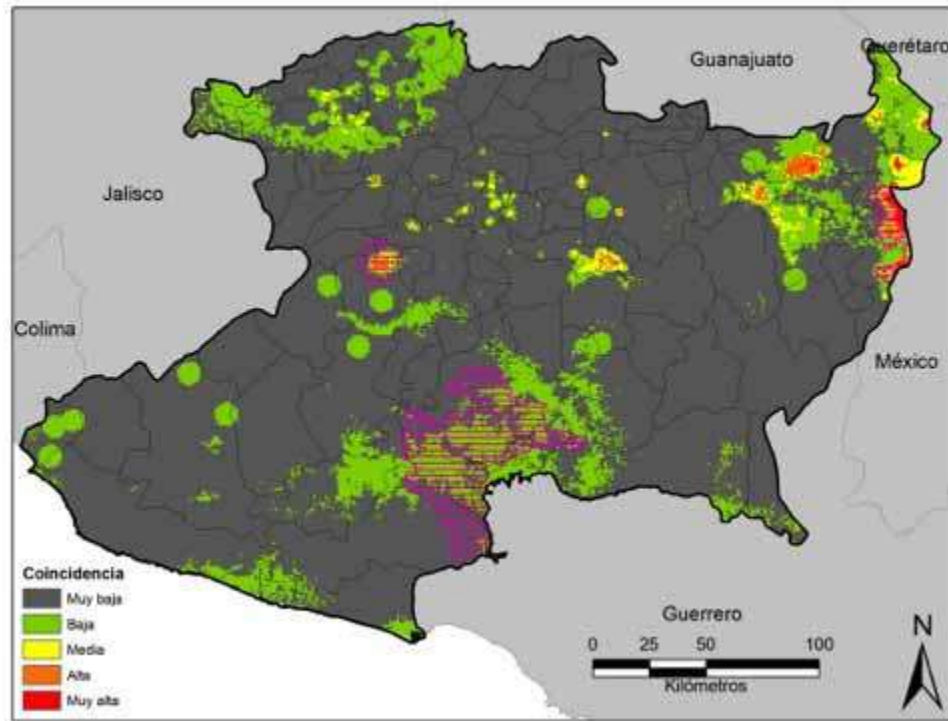 Guanajuato
Querétaro
Jalisco
Colima
México
Coincidencia
Muy baja
Baja
Media
Alta
Muy alta
Guerrero
N
0 25 50 100
Kilómetros